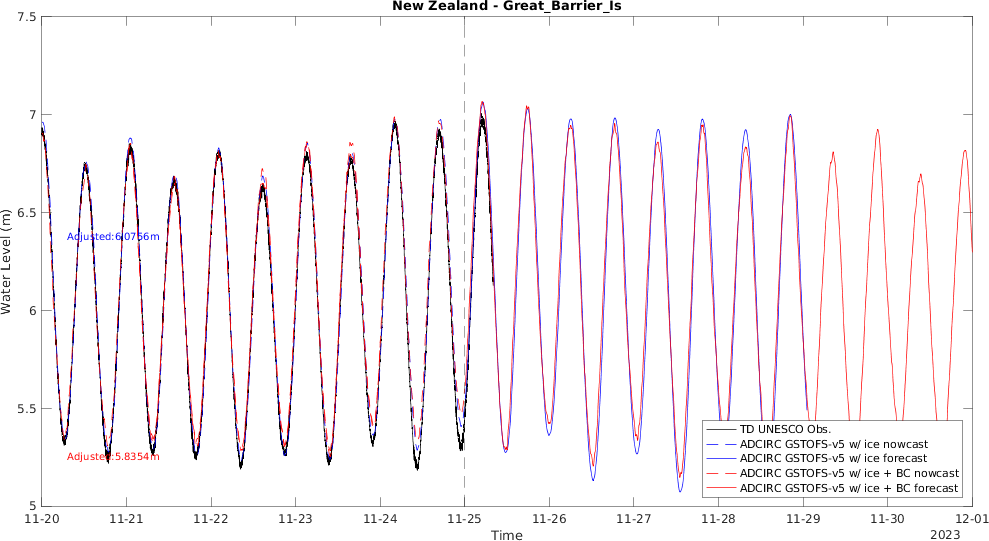 New Zealand - Great_Barrier_Is
7.5
7
6.5
6
5.5
5
Water Level (m)
Adjusted:6.0756m
Adjusted:5.8354m
TD UNESCO Obs.
ADCIRC GSTOFS-v5 w/ ice nowcast
ADCIRC GSTOFS-v5 w/ ice forecast
ADCIRC GSTOFS-v5 w/ ice + BC nowcast
ADCIRC GSTOFS-v5 w/ ice + BC forecast
11-20 11-21 11-22 11-23 11-24 11-25 11-26 11-27 11-28 11-29 11-30 12-01
Time
2023